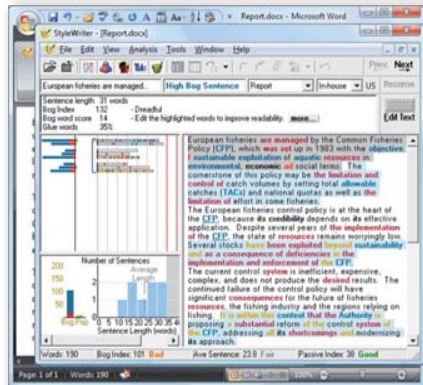 Report.docx - Microsoft Word
StyleWriter - [Report.docx]
File Edit View Analysis Tools Window Help
Prev Next
European fisheries are managed... High Bog Sentence Report In-house US Resume
Sentence length 31 words
Bog Index 132 - Dreadful
Bog word score 14 - Edit the highlighted words to improve readability. more...
Glue words 35%
Edit Text
European fisheries are managed by the Common Fisheries
Policy (CFP), which was set up in 1983 with the objective
f sustainable exploitation of aquatic resources in
environmental, economic ad social terms. The
cornerstone of this policy may be the limitation and
control of catch volumes by setting total allowable
catches (TACs) and national quotas as well as the
limitation of effort in some fisheries.
The European fisheries control policy is at the heart of
the CFP, because its credibility depends on its effective
application. Despite several years of the implementation
of the CFP, the state of resources remains worryingly low.
Several stocks have been exploited beyond sustainability
and as a consequence of deficiencies in the
implementation and enforcement of the CFP.
The current control system is inefficient, expensive,
complex, and does not produce the desired results. The
continued failure of the control policy will have
significant consequences for the future of fisheries
resources, the fishing industry and the regions relying on
fishing. It is within this context that the Authority is
proposing a substantial reform of the control system of
the CFP, addressing all its shortcomings and modernizing
its approach.
200
150
100
50
0
Bog Pep
Number of Sentences
Average
Length
2
1
0
0 5 10 15 20 25 30 35 4
Sentence Length (words)
Words: 190 Bog Index: 101 Bad Ave Sentence: 23.8 Fair Passive Index: 38 Good
Page: 1 of 1 Words: 190 100%